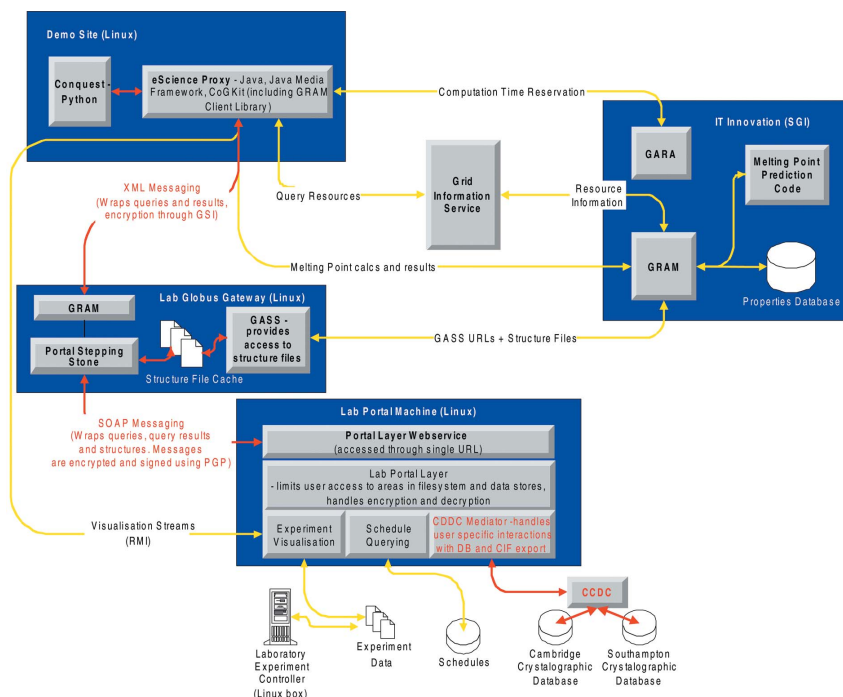 Demo Site (Linux)
Conquest -
Python
eScience Proxy - Java, Java Media
Framework, CoGKit (including GRAM
Client Library)
Computation Time Reservation
IT Innovation (SGI)
GARA
Melting Point
Prediction
Code
XML Messaging
(Wraps queries and results,
encryption through GSI)
Query Resources
Grid
Information
Service
Resource
Information
GRAM
Melting Point calcs and results
Properties Database
Lab Globus Gateway (Linux)
GRAM
Portal Stepping
Stone
GASS -
provides
access to
structure files
Structure File Cache
GASS URLs + Structure Files
SOAP Messaging
(Wraps queries, query results
and structures. Messages
are encrypted and signed using PGP)
Lab Portal Machine (Linux)
Portal Layer Webservice
(accessed through single URL)
Lab Portal Layer
- limits user access to areas in filesystem and data stores,
handles encryption and decryption
Visualisation Streams
(RMI)
Experiment
Visualisation
Schedule
Querying
CDDC Mediator -handles
user specific interactions
with DB and CIF export
CCDC
Laboratory
Experiment
Controller
(Linux box)
Experiment
Data
Schedules
Cambridge
Crystalographic
Database
Southampton
Crystalographic
Database